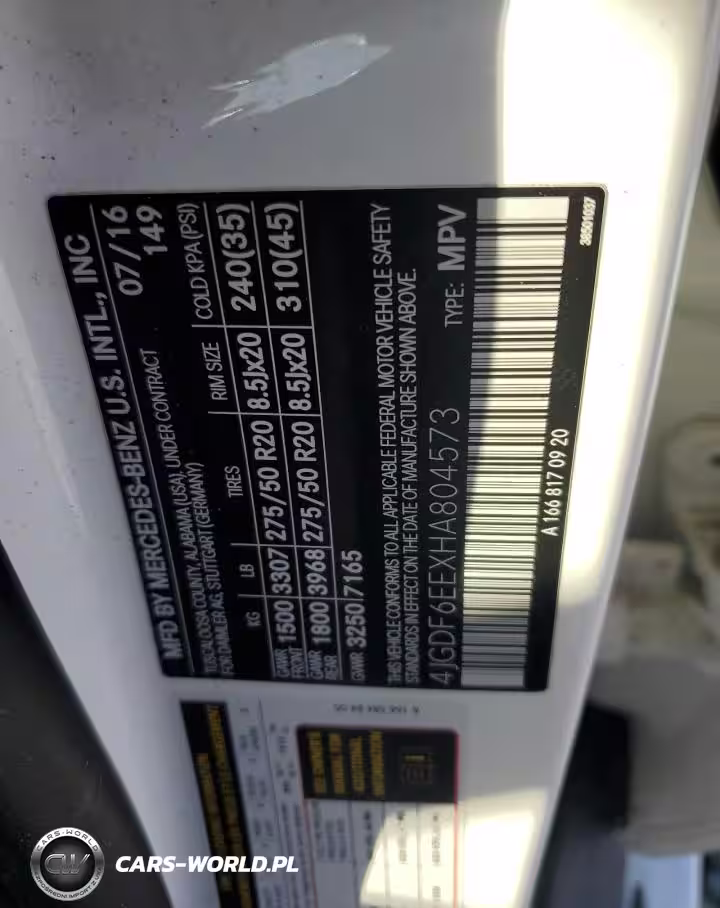 MFD BY MERCEDES-BENZ U.S. INTL., INC
TUSCALOOSA COUNTY, ALABAMA (USA), UNDER CONTRACT 07/16
FOR DAIMLER AG, STUTTGART (GERMANY) 149
KG LB TIRES RIM SIZE COLD KPA (PSI)
GAWR FRONT 1500 3307 275/50 R20 8.5Jx20 240(35)
GAWR REAR 1800 3968 275/50 R20 8.5Jx20 310(45)
GVWR 3250 7165
THIS VEHICLE CONFORMS TO ALL APPLICABLE FEDERAL MOTOR VEHICLE SAFETY
STANDARDS IN EFFECT ON THE DATE OF MANUFACTURE SHOWN ABOVE.
4JGDF6EEXHA804573 TYPE: MPV
A 166 817 09 20
38501037
CARS-WORLD
CW
CARS-WORLD.PL